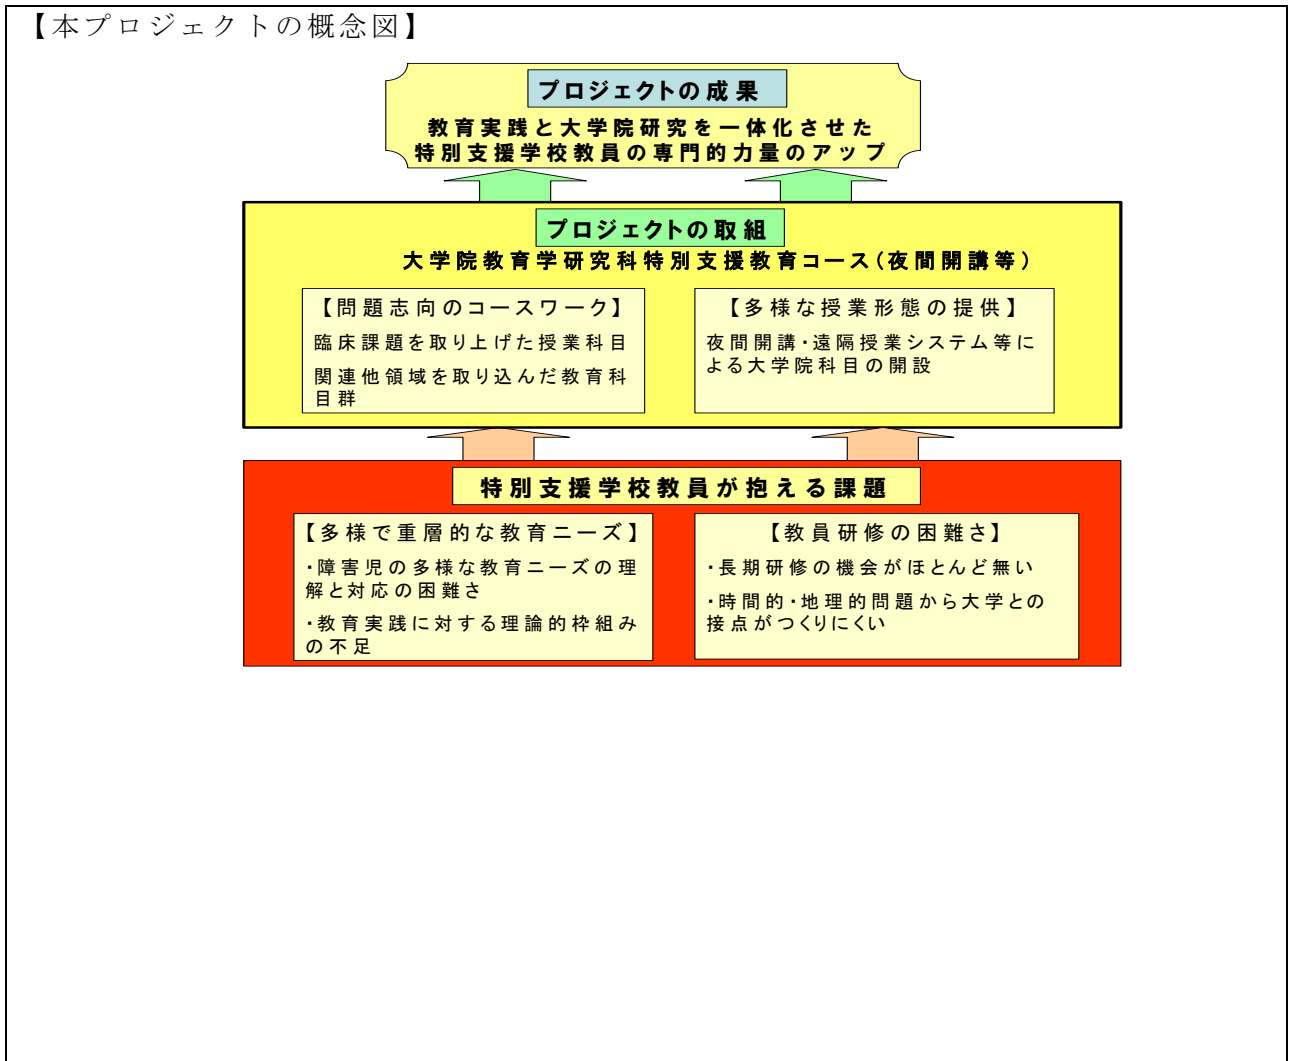 【本プロジェクトの概念図】
プロジェクトの成果
教育実践と大学院研究を一体化させた
特別支援学校教員の専門的力量のアップ
プロジェクトの取組
大学院教育学研究科特別支援教育コース(夜間開講等)
【問題志向のコースワーク】
臨床課題を取り上げた授業科目
関連他領域を取り込んだ教育科
目群
【多様な授業形態の提供】
夜間開講・遠隔授業システム等に
よる大学院科目の開設
特別支援学校教員が抱える課題
【多様で重層的な教育ニーズ】
・障害児の多様な教育ニーズの理
解と対応の困難さ
・教育実践に対する理論的枠組み
の不足
【教員研修の困難さ】
・長期研修の機会がほとんど無い
・時間的・地理的問題から大学との
接点がつくりにくい